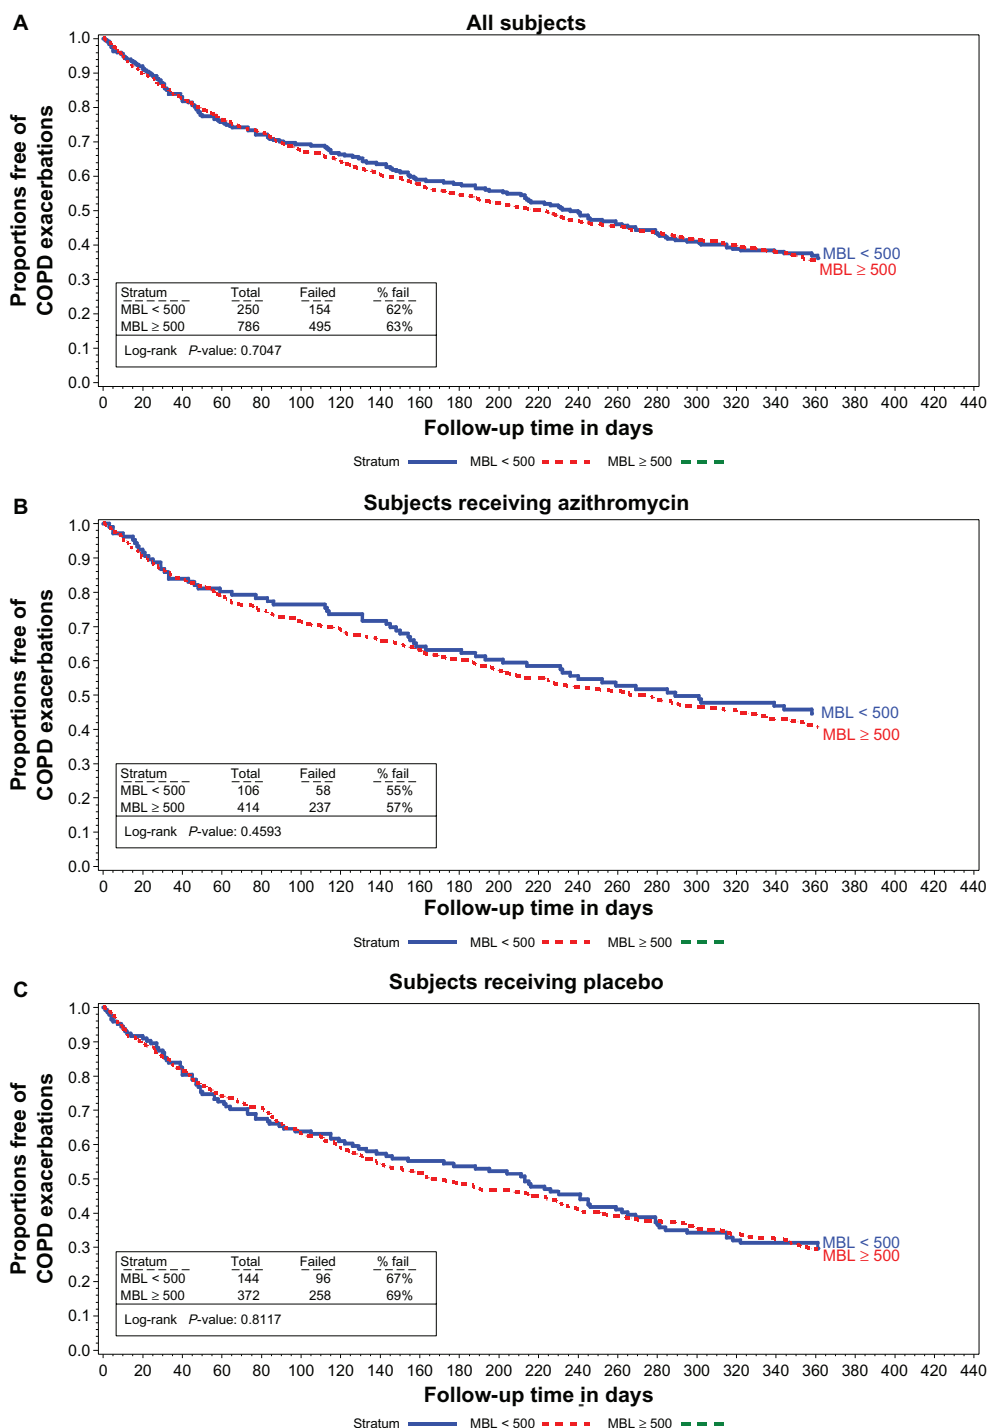 A
All subjects
Proportions free of
COPD exacerbations
1.0
0.9
0.8
0.7
0.6
0.5
0.4
0.3
0.2
0.1
0.0
MBL < 500
MBL ≥ 500
Stratum Total Failed % fail
MBL < 500 250 154 62%
MBL ≥ 500 786 495 63%
Log-rank P-value: 0.7047
0 20 40 60 80 100 120 140 160 180 200 220 240 260 280 300 320 340 360 380 400 420 440
Follow-up time in days
Stratum MBL < 500 MBL ≥ 500
B
Subjects receiving azithromycin
Proportions free of
COPD exacerbations
1.0
0.9
0.8
0.7
0.6
0.5
0.4
0.3
0.2
0.1
0.0
MBL < 500
MBL ≥ 500
Stratum Total Failed % fail
MBL < 500 106 58 55%
MBL ≥ 500 414 237 57%
Log-rank P-value: 0.4593
0 20 40 60 80 100 120 140 160 180 200 220 240 260 280 300 320 340 360 380 400 420 440
Follow-up time in days
Stratum MBL < 500 MBL ≥ 500
C
Subjects receiving placebo
Proportions free of
COPD exacerbations
1.0
0.9
0.8
0.7
0.6
0.5
0.4
0.3
0.2
0.1
0.0
MBL < 500
MBL ≥ 500
Stratum Total Failed % fail
MBL < 500 144 96 67%
MBL ≥ 500 372 258 69%
Log-rank P-value: 0.8117
0 20 40 60 80 100 120 140 160 180 200 220 240 260 280 300 320 340 360 380 400 420 440
Follow-up time in days
Stratum MBL < 500 MBL ≥ 500